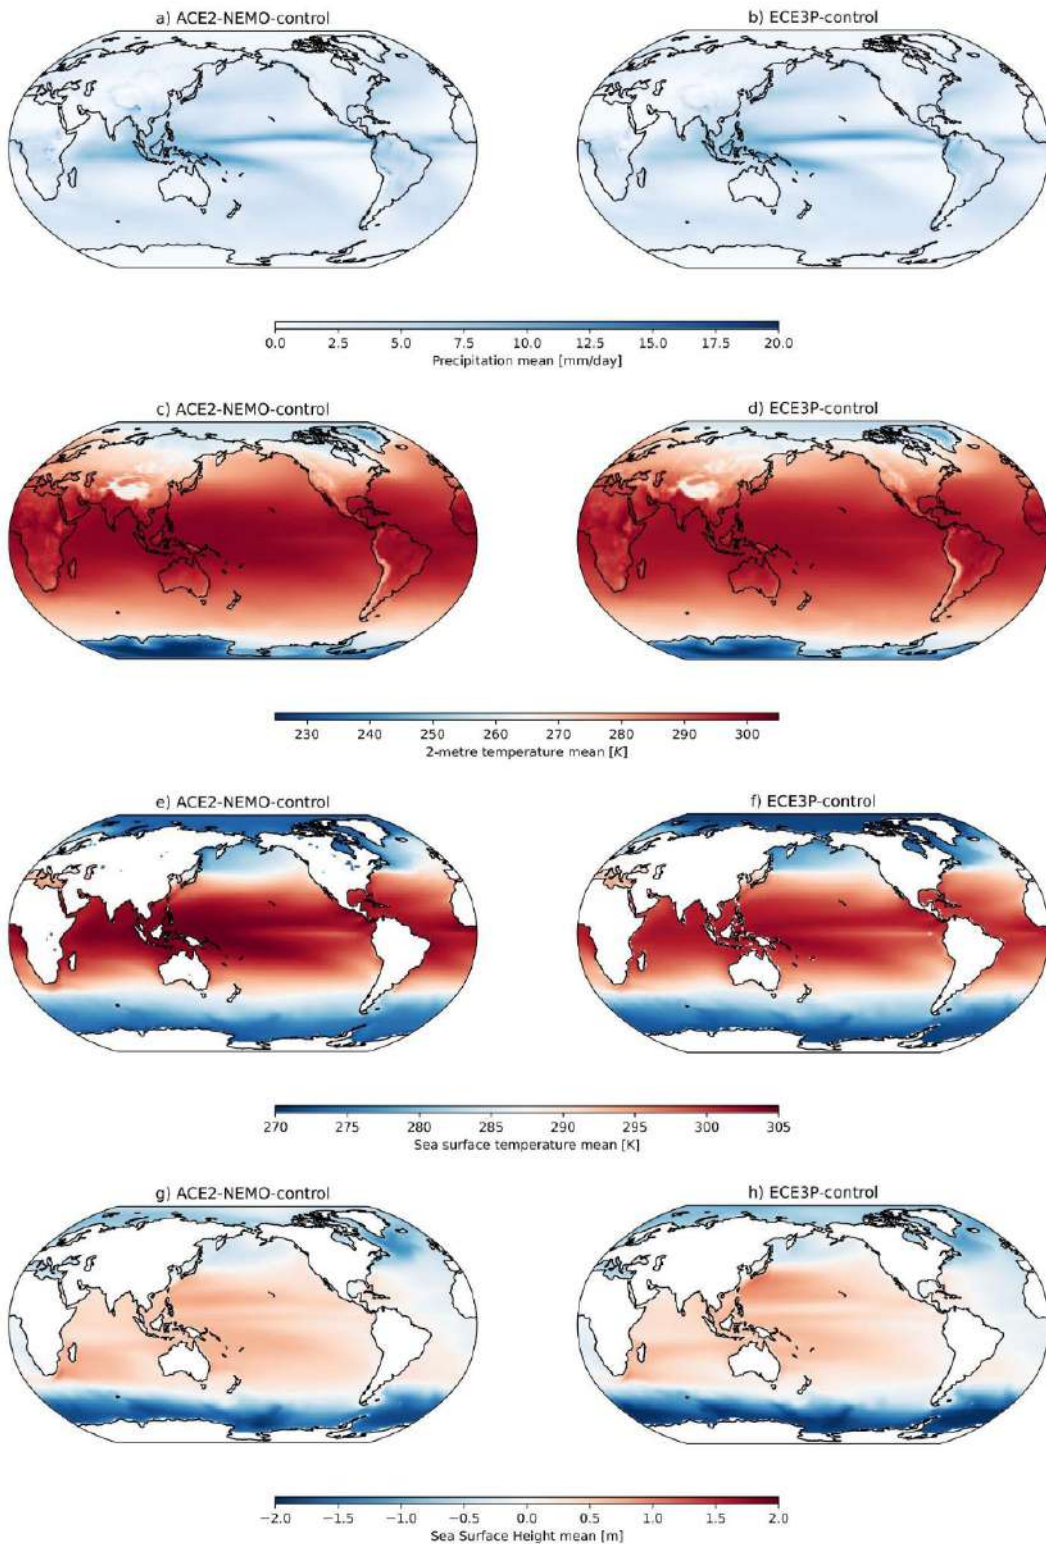 a) ACE2-NEMO-control
b) ECE3P-control
0.0 2.5 5.0 7.5 10.0 12.5 15.0 17.5 20.0
Precipitation mean [mm/day]
c) ACE2-NEMO-control
d) ECE3P-control
230 240 250 260 270 280 290 300
2-metre temperature mean [K]
e) ACE2-NEMO-control
f) ECE3P-control
270 275 280 285 290 295 300 305
Sea surface temperature mean [K]
g) ACE2-NEMO-control
h) ECE3P-control
−2.0 −1.5 −1.0 −0.5 0.0 0.5 1.0 1.5 2.0
Sea Surface Height mean [m]